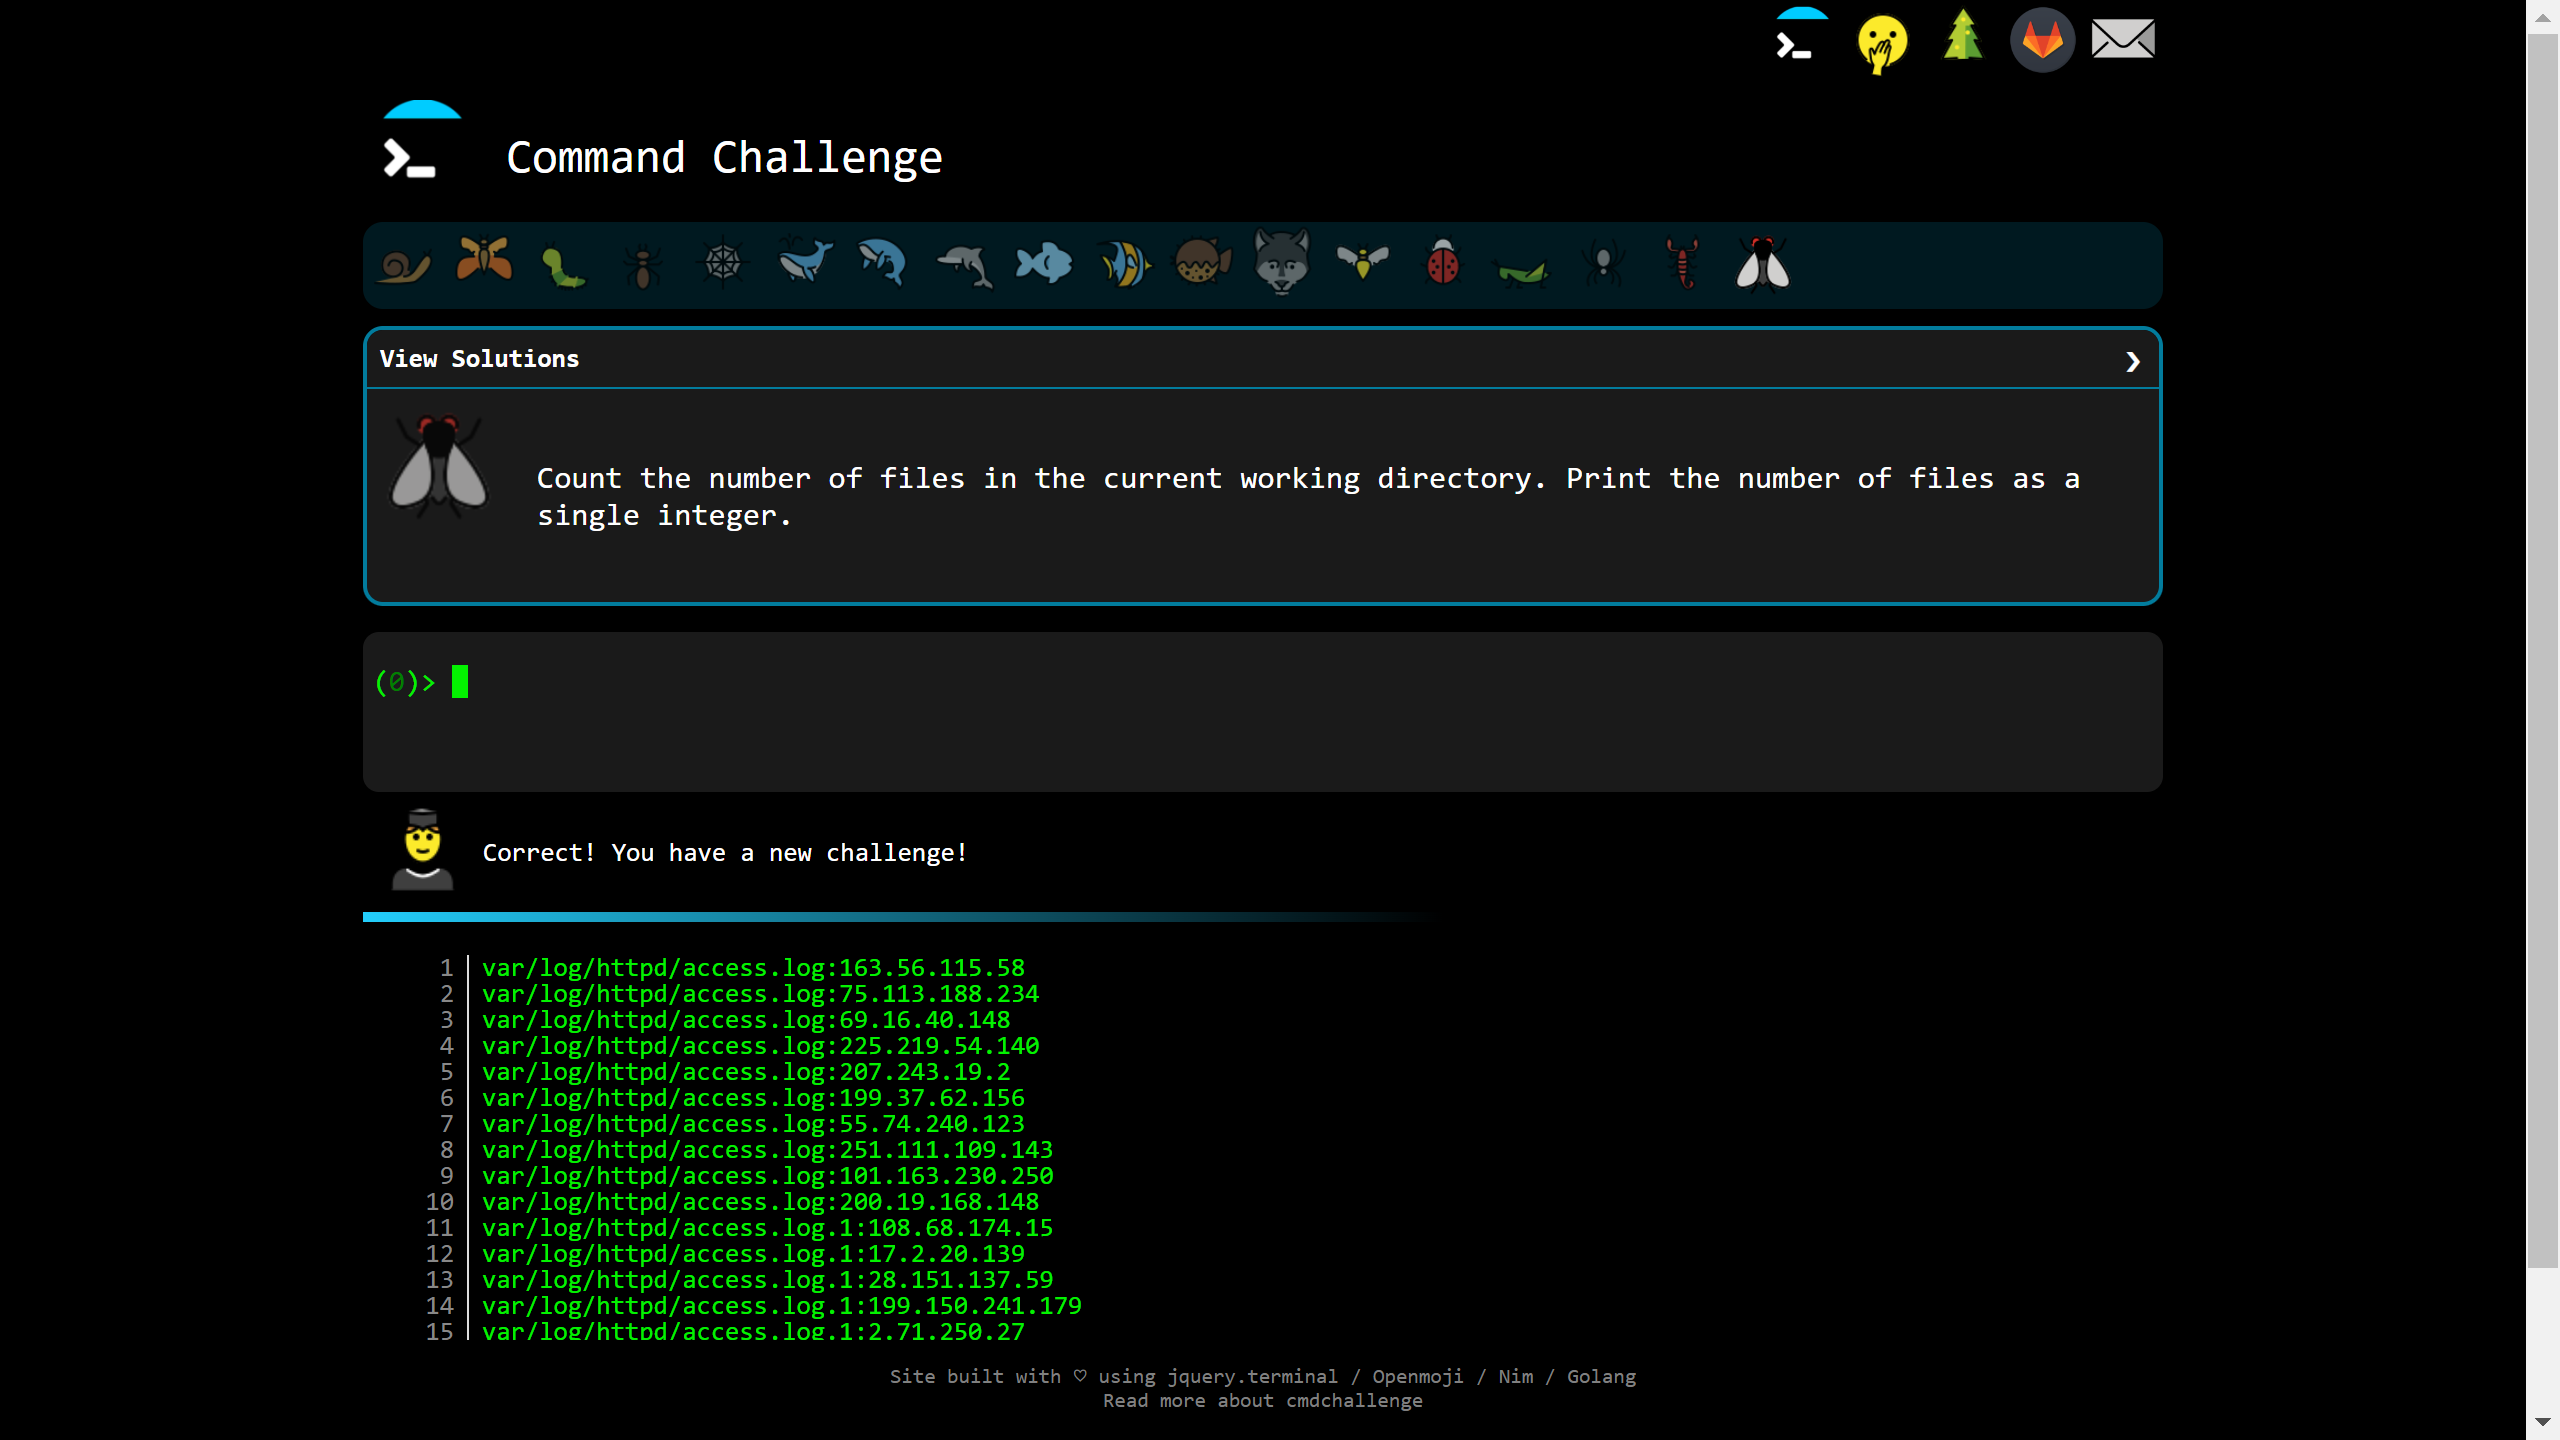 Command Challenge
View Solutions
Count the number of files in the current working directory. Print the number of files as a
single integer.
(0)>
Correct! You have a new challenge!
1 var/log/httpd/access.log:163.56.115.58
2 var/log/httpd/access.log:75.113.188.234
3 var/log/httpd/access.log:69.16.40.148
4 var/log/httpd/access.log:225.219.54.140
5 var/log/httpd/access.log:207.243.19.2
6 var/log/httpd/access.log:199.37.62.156
7 var/log/httpd/access.log:55.74.240.123
8 var/log/httpd/access.log:251.111.109.143
9 var/log/httpd/access.log:101.163.230.250
10 var/log/httpd/access.log:200.19.168.148
11 var/log/httpd/access.log.1:108.68.174.15
12 var/log/httpd/access.log.1:17.2.20.139
13 var/log/httpd/access.log.1:28.151.137.59
14 var/log/httpd/access.log.1:199.150.241.179
15 var/log/httpd/access.log.1:2.71.250.27
Site built with ♡ using jquery.terminal / Openmoji / Nim / Golang
Read more about cmdchallenge